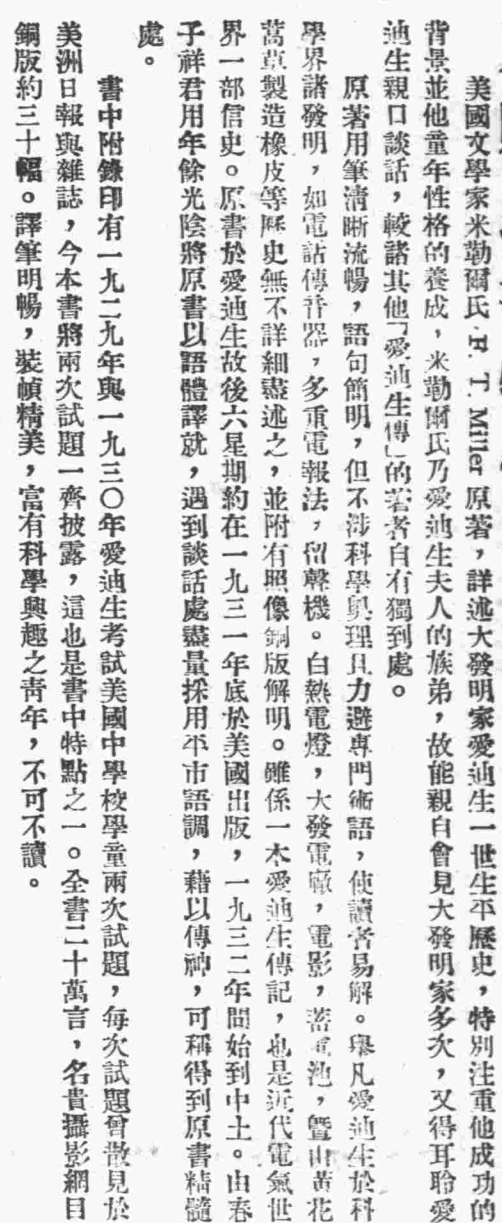 美國文學家米勒爾氏 F. T. Miller 原著，詳述大發明家愛迪生一世生平歷史，特別注重他成功的
背景並他童年性格的養成，米勒爾氏乃愛迪生夫人的族弟，故能親自會見大發明家多次，又得耳聆愛
迪生親口談話，較諸其他「愛迪生傳」的著者自有獨到處。
原著用筆清晰流暢，語句簡明，但不涉科學奧理且力避專門術語，使讀者易解。舉凡愛迪生於科
學界諸發明，如電話傳音器，多重電報法，留聲機。白熱電燈，大發電廠，電影，蓄電池，暨由黃花
蒿草製造橡皮等歷史無不詳細盡述之，並附有照像銅版解明。雖係一本愛迪生傳記，也是近代電氣世
界一部信史。原書於愛迪生故後六星期約在一九三一年底於美國出版，一九三二年間始到中土。由春
子祥君用年餘光陰將原書以語體譯就，遇到談話處盡量採用平市語調，藉以傳神，可稱得到原書精髓
處。
書中附錄印有一九二九年與一九三〇年愛迪生考試美國中學校學童兩次試題，每次試題曾散見於
美洲日報與雜誌，今本書將兩次試題一齊披露，這也是書中特點之一。全書二十萬言，名貴攝影網目
銅版約三十幅。譯筆明暢，裝幀精美，富有科學興趣之青年，不可不讀。